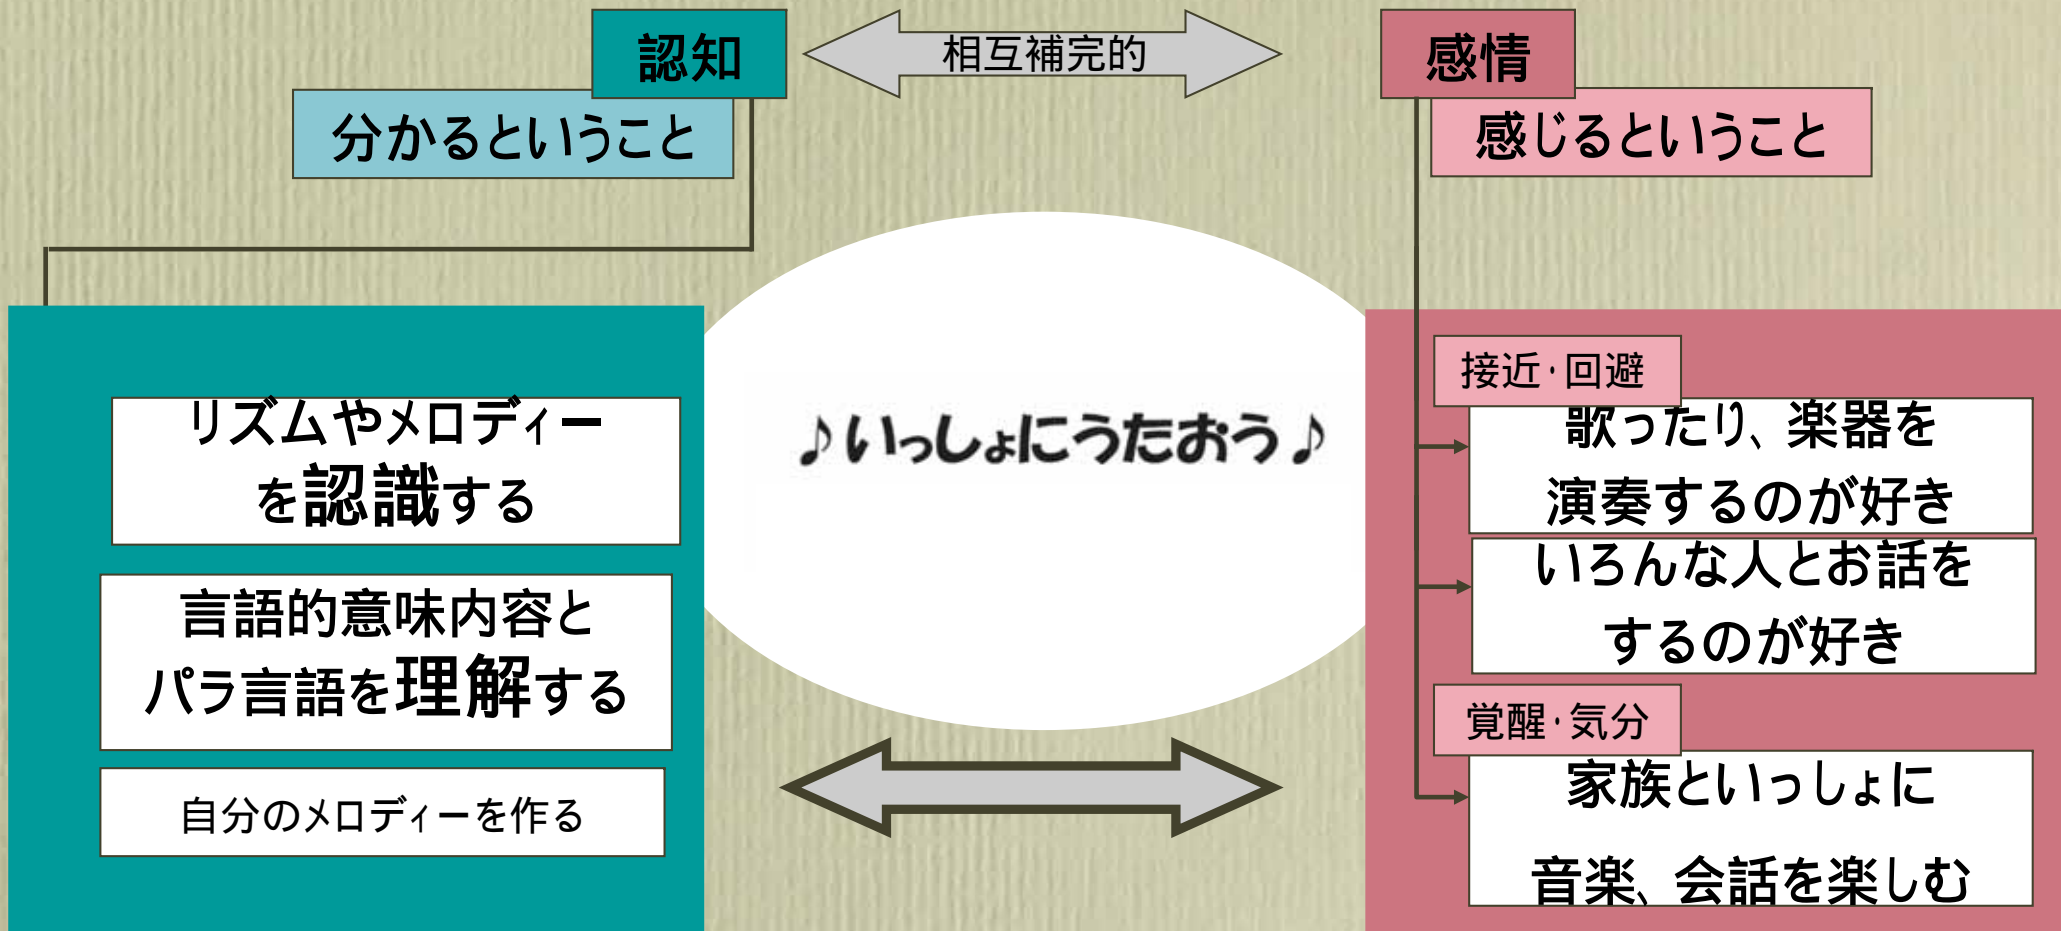 認知
相互補完的
感情
分かるということ
感じるということ
リズムやメロディー
を認識する
言語的意味内容と
パラ言語を理解する
自分のメロディーを作る
♪いっしょにうたおう♪
接近・回避
歌ったり、楽器を
演奏するのが好き
いろんな人とお話を
するのが好き
覚醒・気分
家族といっしょに
音楽、会話を楽しむ